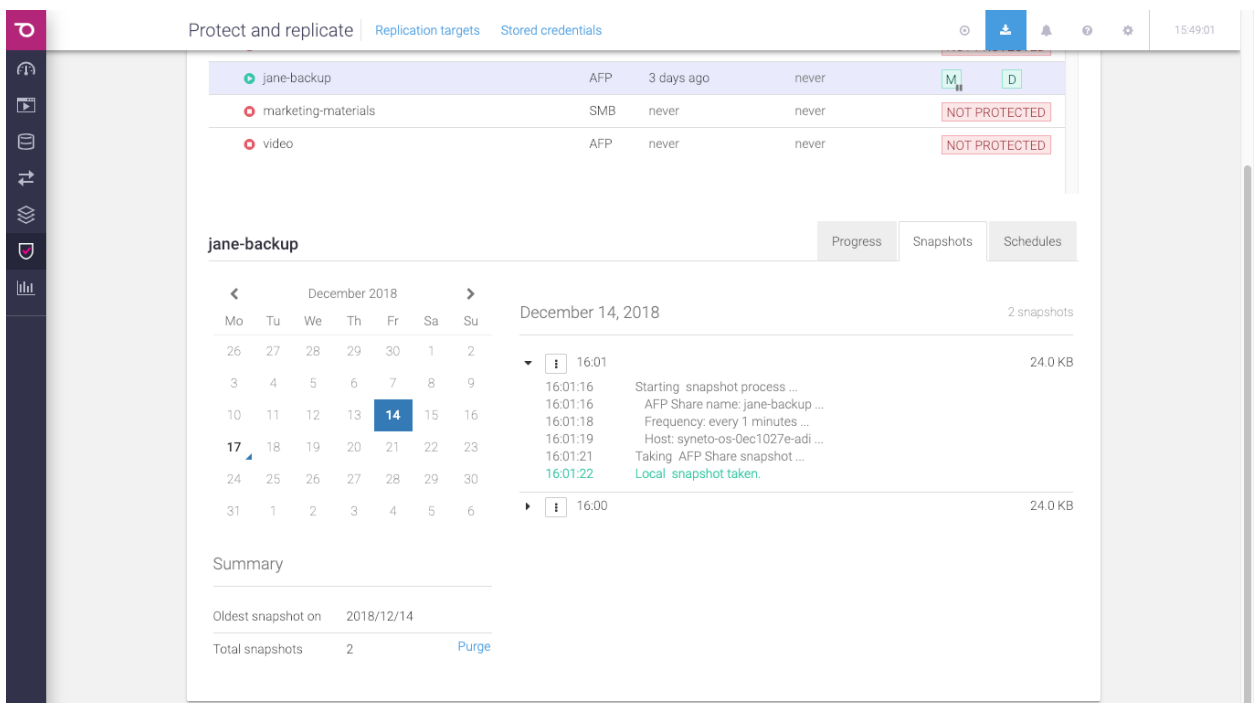 Protect and replicate Replication targets Stored credentials 15:49:01
jane-backup AFP 3 days ago never M D
marketing-materials SMB never never NOT PROTECTED
video AFP never never NOT PROTECTED
jane-backup Progress Snapshots Schedules
December 2018
Mo Tu We Th Fr Sa Su
26 27 28 29 30 1 2
3 4 5 6 7 8 9
10 11 12 13 14 15 16
17 18 19 20 21 22 23
24 25 26 27 28 29 30
31 1 2 3 4 5 6
Summary
Oldest snapshot on 2018/12/14
Total snapshots 2 Purge
December 14, 2018 2 snapshots
16:01 24.0 KB
16:01:16 Starting snapshot process ...
16:01:16 AFP Share name: jane-backup ...
16:01:18 Frequency: every 1 minutes ...
16:01:19 Host: syneto-os-0ec1027e-adi ...
16:01:21 Taking AFP Share snapshot ...
16:01:22 Local snapshot taken.
16:00 24.0 KB